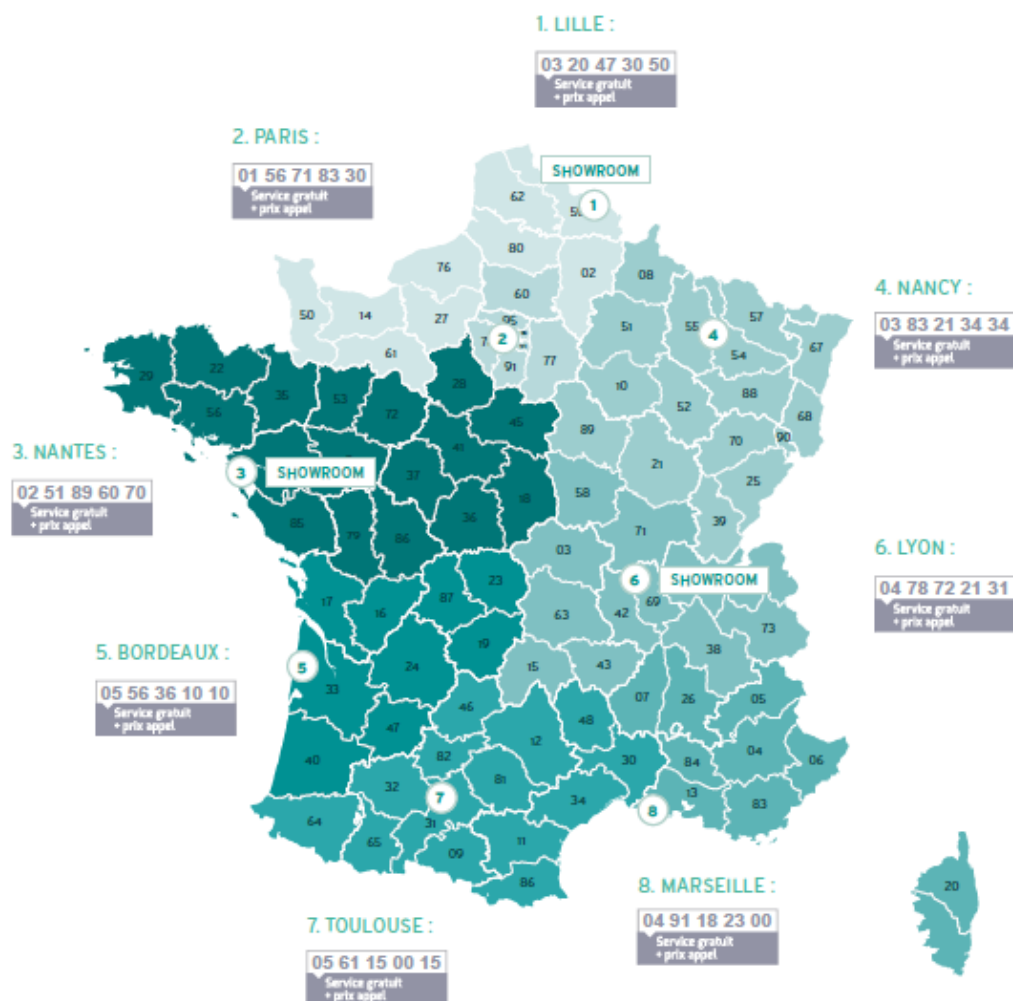 1. LILLE :
03 20 47 30 50
Service gratuit
+ prix appel
2. PARIS :
01 56 71 83 30
Service gratuit
+ prix appel
SHOWROOM
1
62
80
02
76
60
08
50
14
27
95
2
77
91
61
51
55
57
4
54
67
4. NANCY :
03 83 21 34 34
Service gratuit
+ prix appel
29
22
56
35
53
72
28
45
41
10
52
88
68
89
70
90
21
25
3. NANTES :
02 51 89 60 70
Service gratuit
+ prix appel
3
SHOWROOM
37
18
36
58
71
39
85
79
86
03
6
SHOWROOM
6. LYON :
04 78 72 21 31
Service gratuit
+ prix appel
17
16
87
23
63
42
69
73
38
19
24
15
43
5. BORDEAUX :
05 56 36 10 10
Service gratuit
+ prix appel
5
33
46
07
26
05
47
48
40
82
12
30
84
04
06
32
7
81
34
8
13
83
64
65
31
09
11
86
20
7. TOULOUSE :
05 61 15 00 15
Service gratuit
+ prix appel
8. MARSEILLE :
04 91 18 23 00
Service gratuit
+ prix appel